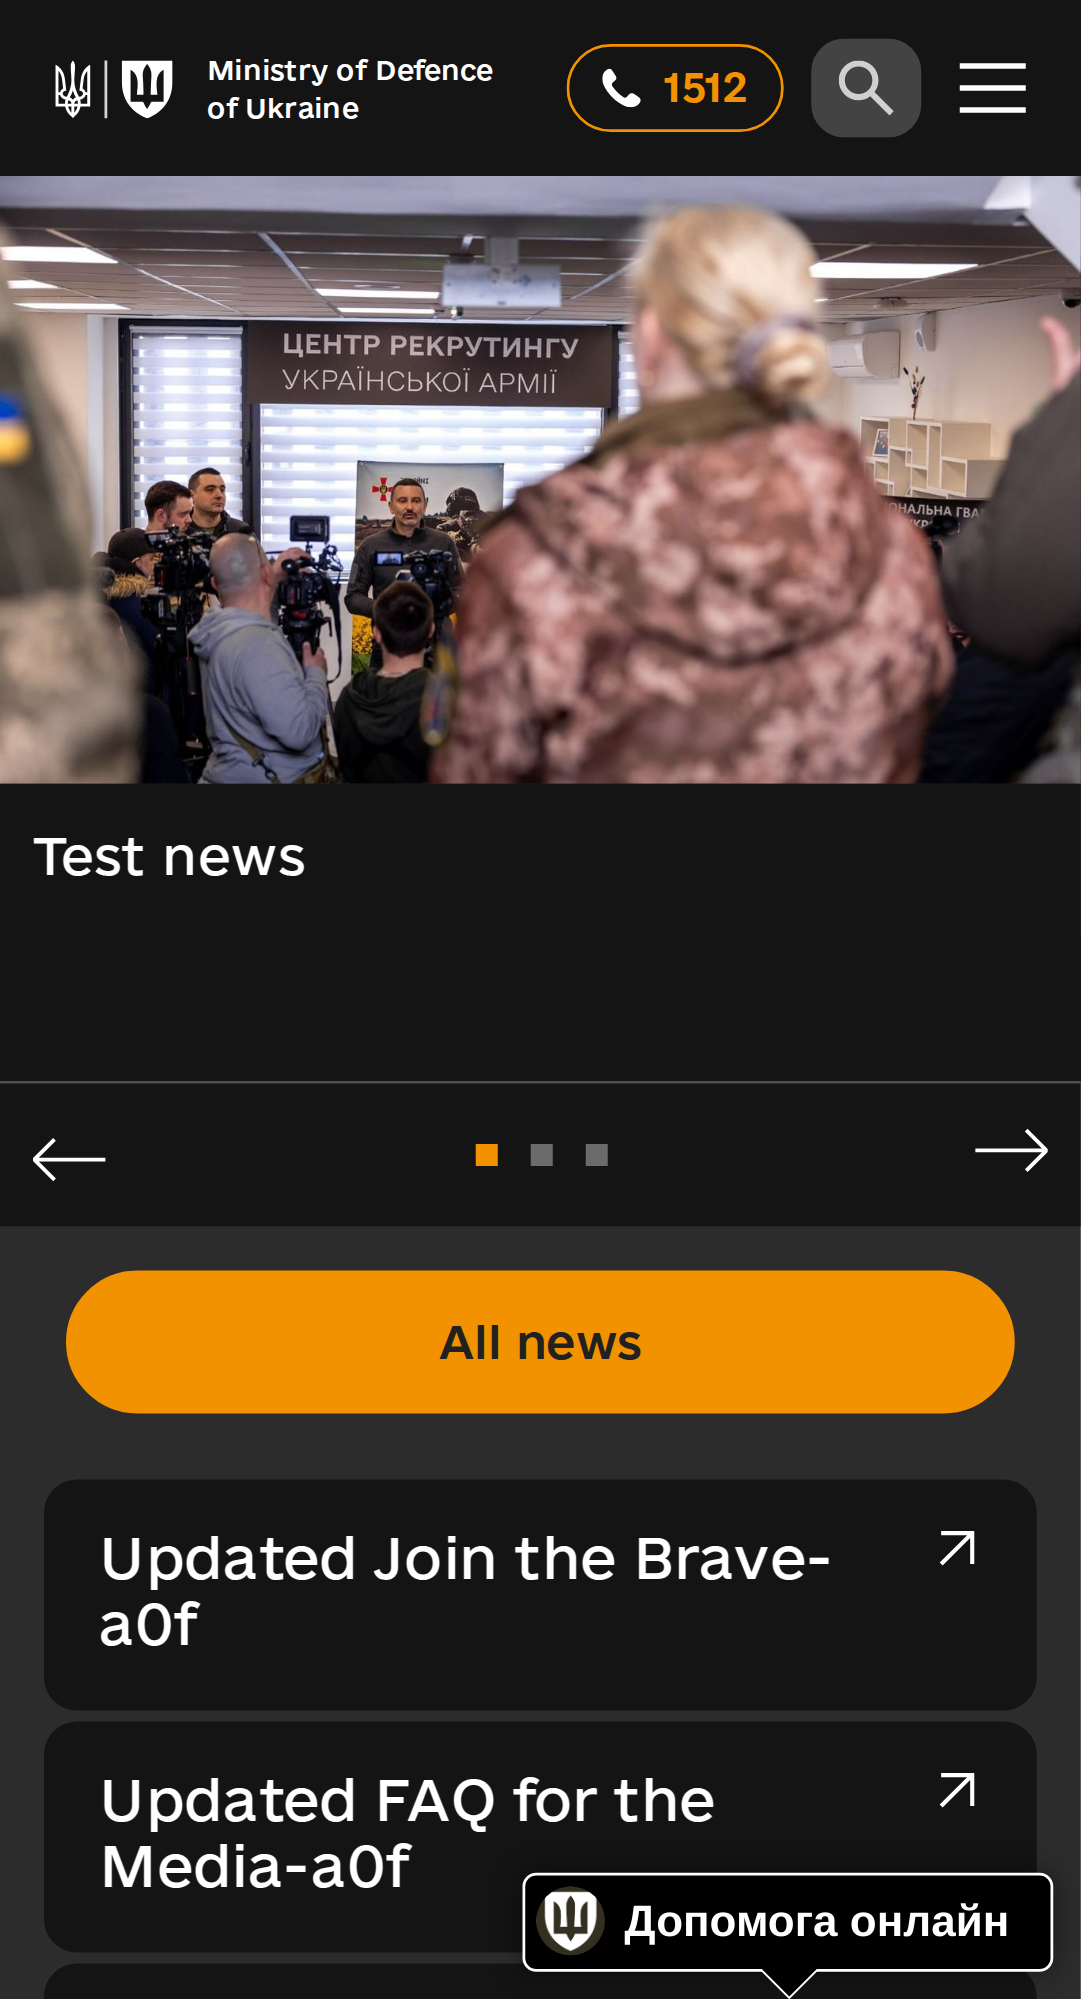 Ministry of Defence
of Ukraine
1512
ЦЕНТР РЕКРУТИНГУ
УКРАЇНСЬКОЇ АРМІЇ
Test news
All news
Updated Join the Brave-
a0f
Updated FAQ for the
Media-a0f
Допомога онлайн